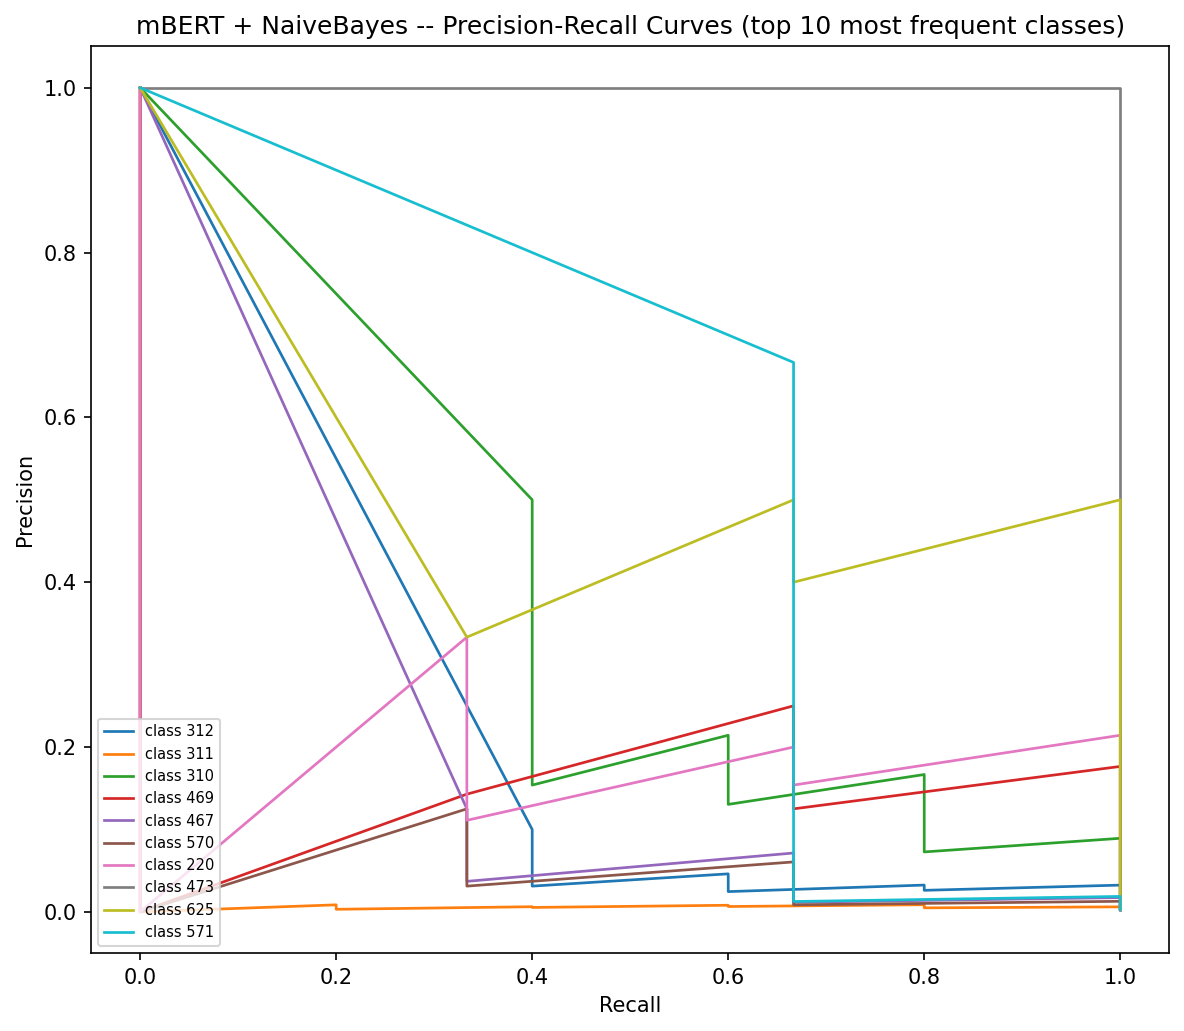 mBERT + NaiveBayes -- Precision-Recall Curves (top 10 most frequent classes)
1.0
0.8
0.6
0.4
0.2
0.0
Precision
class 312
class 311
class 310
class 469
class 467
class 570
class 220
class 473
class 625
class 571
0.0 0.2 0.4 0.6 0.8 1.0
Recall